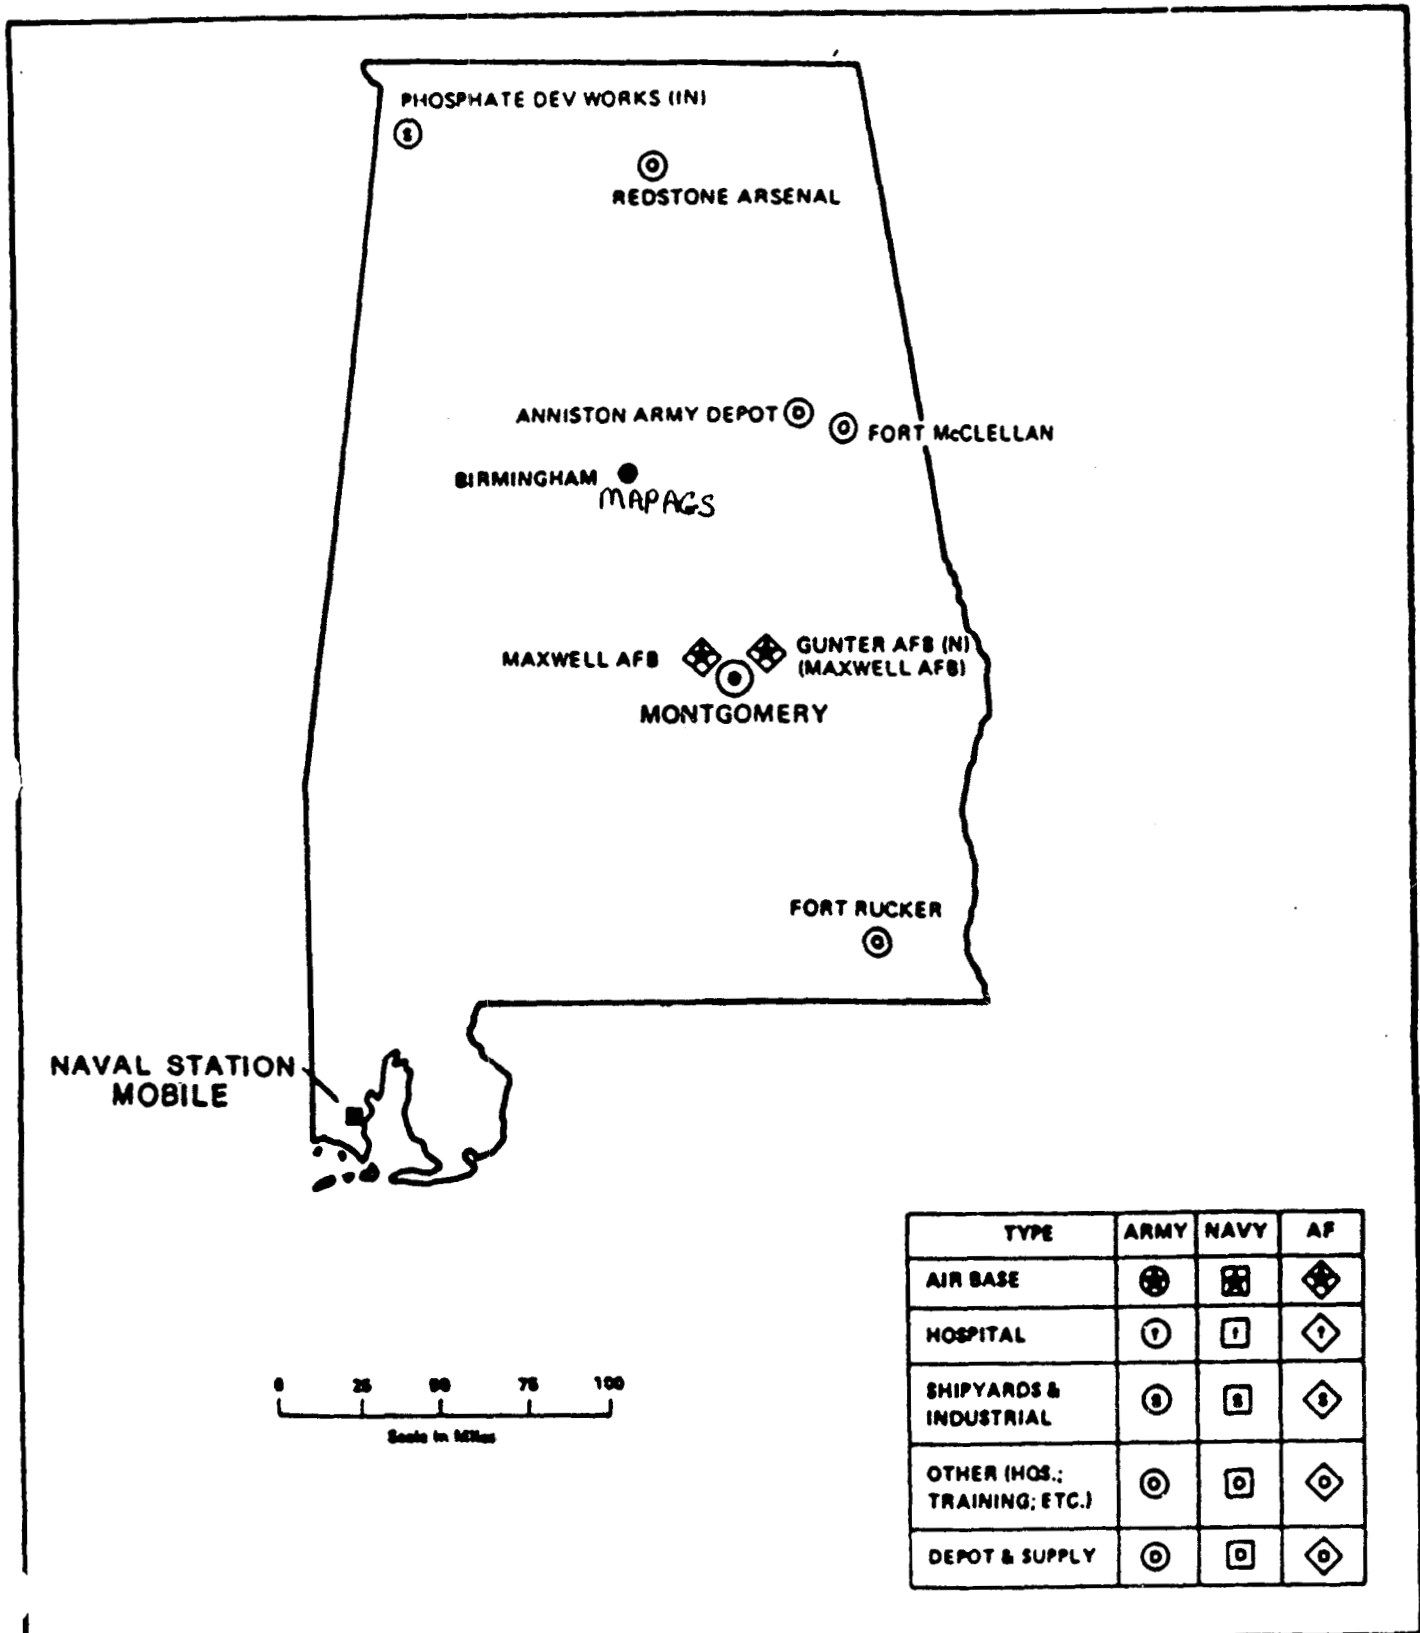 PHOSPHATE DEV WORKS (IN)
S
O
REDSTONE ARSENAL
ANNISTON ARMY DEPOT D
O FORT McCLELLAN
BIRMINGHAM
MAPAGS
MAXWELL AFB
GUNTER AFB (N)
(MAXWELL AFB)
MONTGOMERY
FORT RUCKER
O
NAVAL STATION
MOBILE
0 25 50 75 100
Scale in Miles
TYPE ARMY NAVY AF
AIR BASE
HOSPITAL
SHIPYARDS & INDUSTRIAL S S S
OTHER (HOS.; TRAINING; ETC.) O O O
DEPOT & SUPPLY D D D